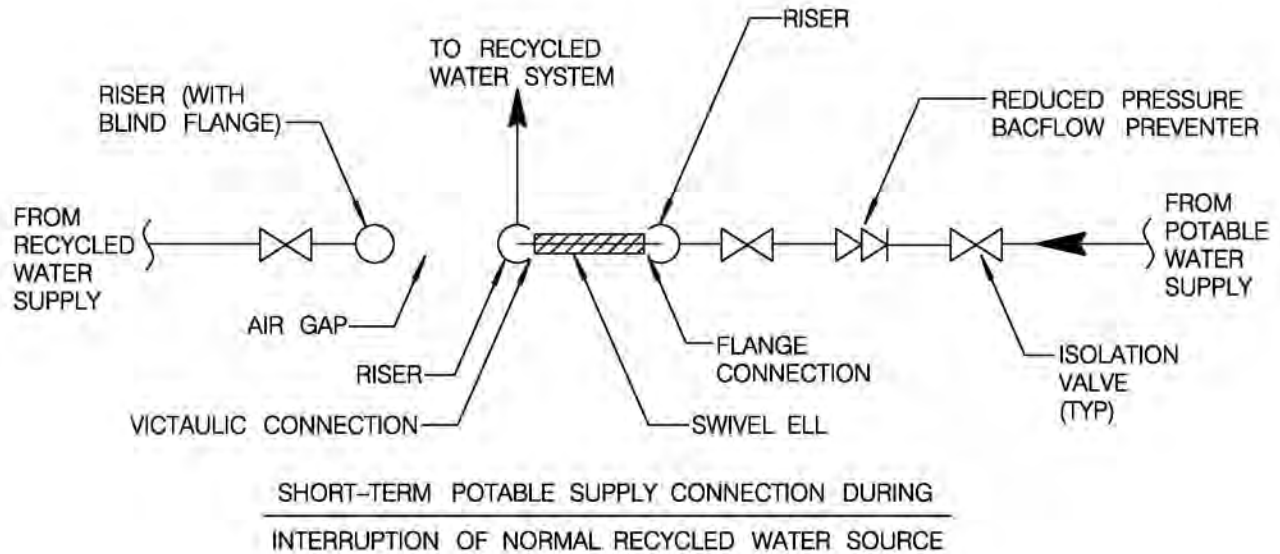 RISER
TO RECYCLED
WATER SYSTEM
RISER (WITH
BLIND FLANGE)
REDUCED PRESSURE
BACFLOW PREVENTER
FROM
RECYCLED
WATER
SUPPLY
FROM
POTABLE
WATER
SUPPLY
AIR GAP
RISER
FLANGE
CONNECTION
ISOLATION
VALVE
(TYP)
VICTAULIC CONNECTION
SWIVEL ELL
SHORT-TERM POTABLE SUPPLY CONNECTION DURING
INTERRUPTION OF NORMAL RECYCLED WATER SOURCE